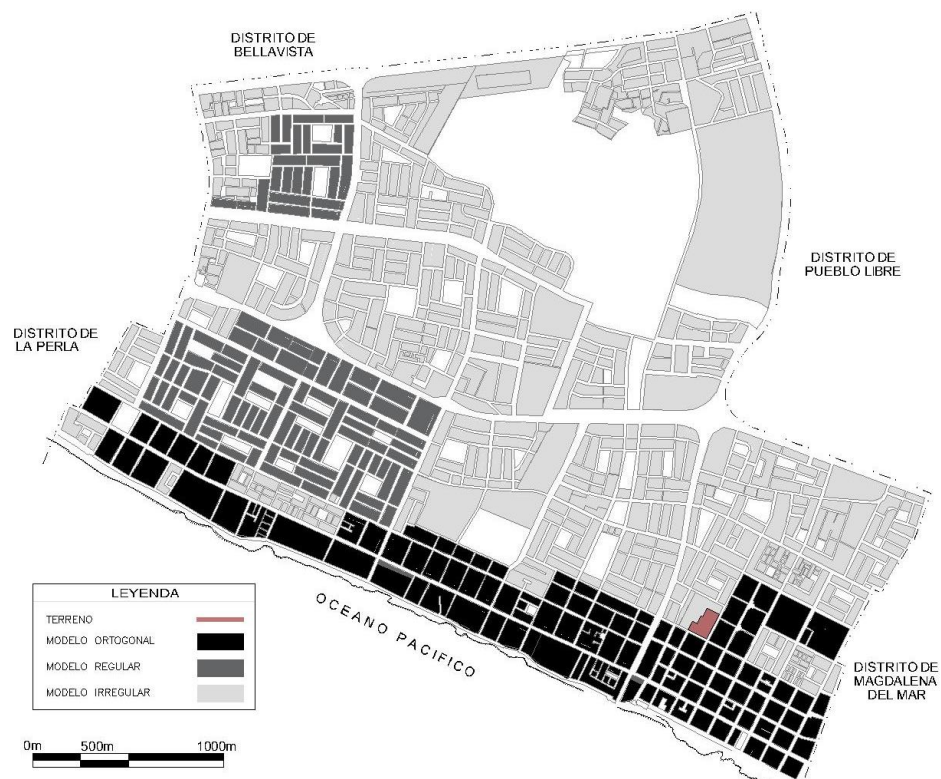 DISTRITO DE
BELLAVISTA
DISTRITO DE
PUEBLO LIBRE
DISTRITO DE
LA PERLA
OCEANO PACIFICO
DISTRITO DE
MAGDALENA
DEL MAR
LEYENDA
TERRENO
MODELO ORTOGONAL
MODELO REGULAR
MODELO IRREGULAR
0m 500m 1000m